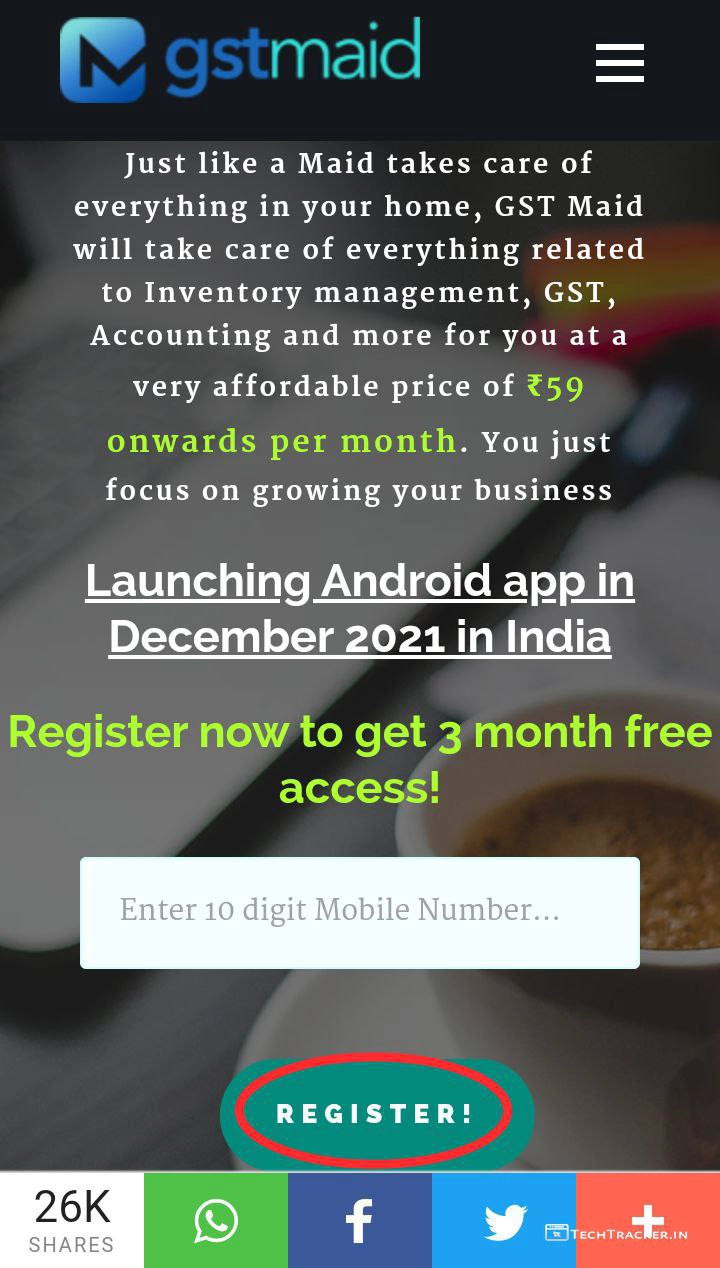 gstmaid
Just like a Maid takes care of
everything in your home, GST Maid
will take care of everything related
to Inventory management, GST,
Accounting and more for you at a
very affordable price of ₹59
onwards per month. You just
focus on growing your business
Launching Android app in
December 2021 in India
Register now to get 3 month free
access!
Enter 10 digit Mobile Number...
REGISTER!
26K
SHARES
TECHTRACKER.IN